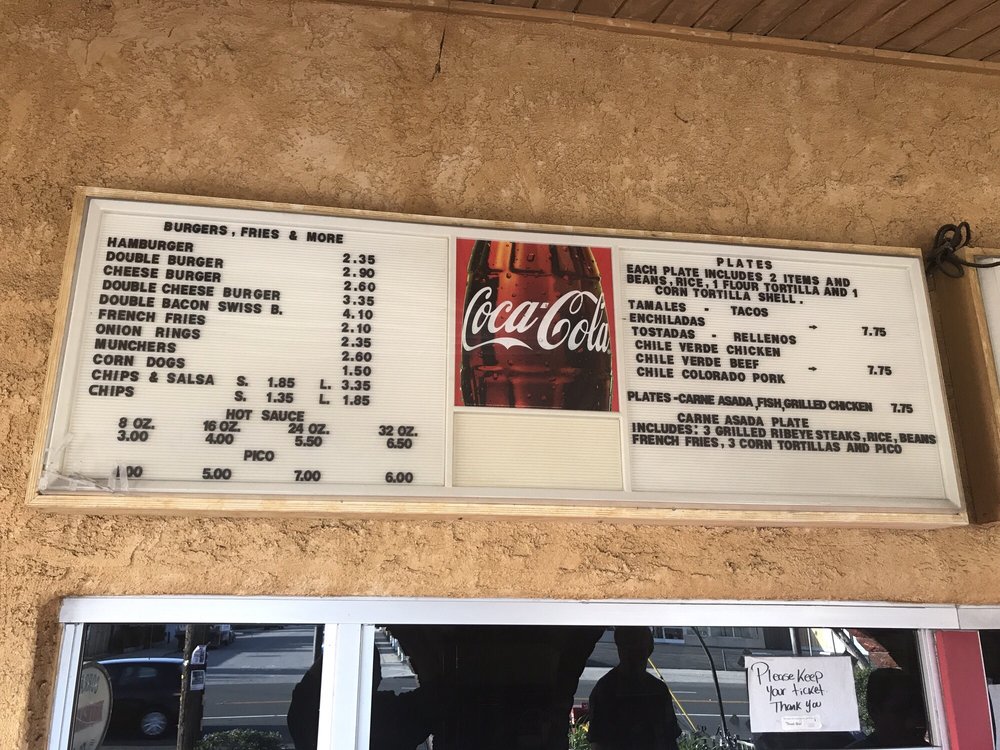 BURGERS, FRIES & MORE
HAMBURGER 2.35
DOUBLE BURGER 2.90
CHEESE BURGER 2.60
DOUBLE CHEESE BURGER 3.35
DOUBLE BACON SWISS B. 4.10
FRENCH FRIES 2.10
ONION RINGS 2.35
MUNCHERS 2.60
CORN DOGS 1.50
CHIPS & SALSA S. 1.85 L. 3.35
CHIPS S. 1.35 L. 1.85
HOT SAUCE
8 OZ. 16 OZ. 24 OZ. 32 OZ.
3.00 4.00 5.50 6.50
PICO
.00 5.00 7.00 6.00
Coca-Cola
PLATES
EACH PLATE INCLUDES 2 ITEMS AND
BEANS, RICE, 1 FLOUR TORTILLA AND 1
CORN TORTILLA SHELL.
TAMALES - TACOS
ENCHILADAS - 7.75
TOSTADAS - RELLENOS
CHILE VERDE CHICKEN
CHILE VERDE BEEF - 7.75
CHILE COLORADO PORK
PLATES -CARNE ASADA, FISH, GRILLED CHICKEN 7.75
CARNE ASADA PLATE
INCLUDES: 3 GRILLED RIBEYE STEAKS, RICE, BEANS
FRENCH FRIES, 3 CORN TORTILLAS AND PICO
Please Keep
Your ticket.
Thank you